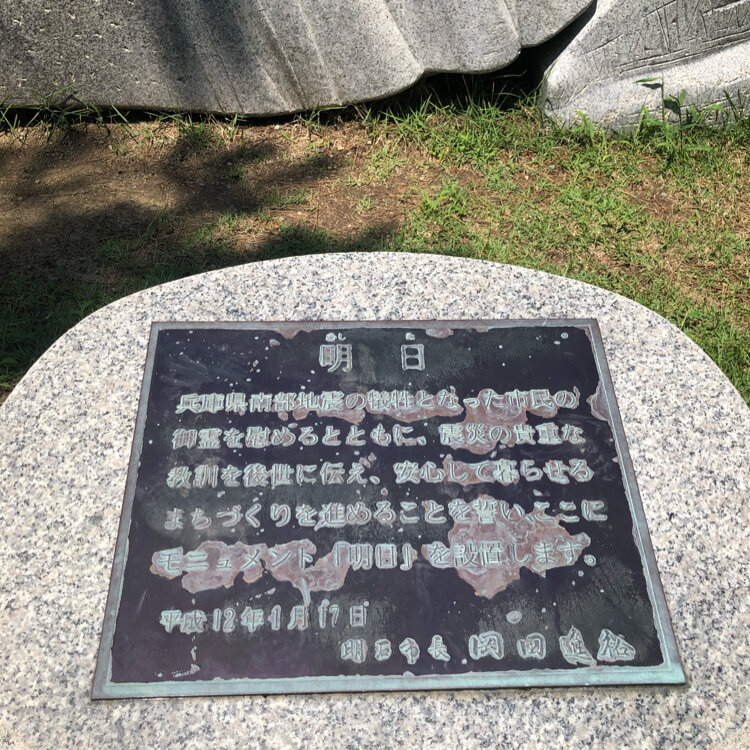 あした
明日
兵庫県南部地震の犠牲となった市民の
御霊を慰めるとともに、震災の貴重な
教訓を後世に伝え、安心して暮らせる
まちづくりを進めることを誓い、ここに
モニュメント「明日」を設置します。
平成12年1月17日
明石市長 岡田進裕